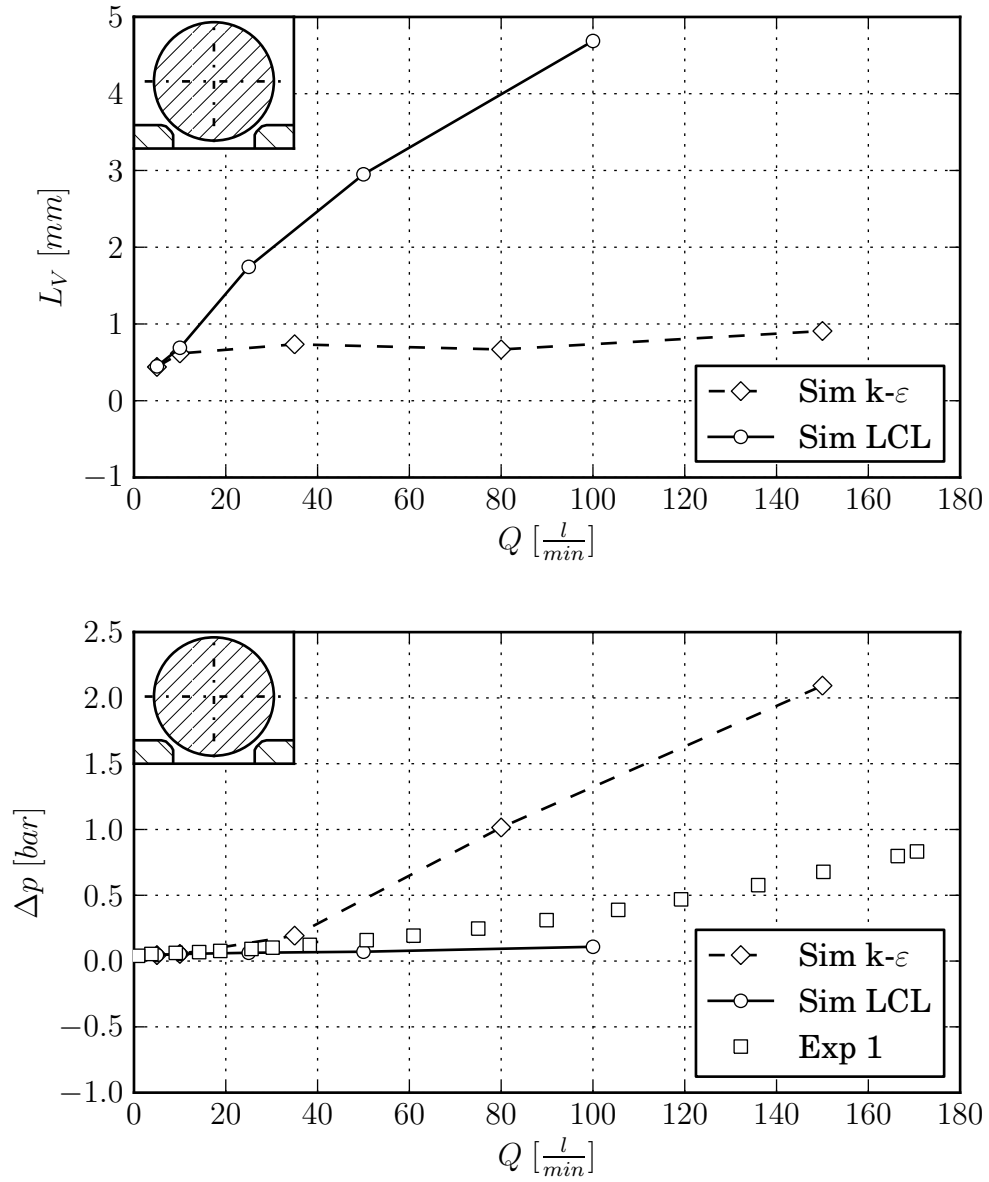 5
4
3
2
1
0
−1
L_V [mm]
0 20 40 60 80 100 120 140 160 180
Q [l/min]
Sim k-ε
Sim LCL
2.5
2.0
1.5
1.0
0.5
0.0
−0.5
−1.0
Δp [bar]
0 20 40 60 80 100 120 140 160 180
Q [l/min]
Sim k-ε
Sim LCL
Exp 1